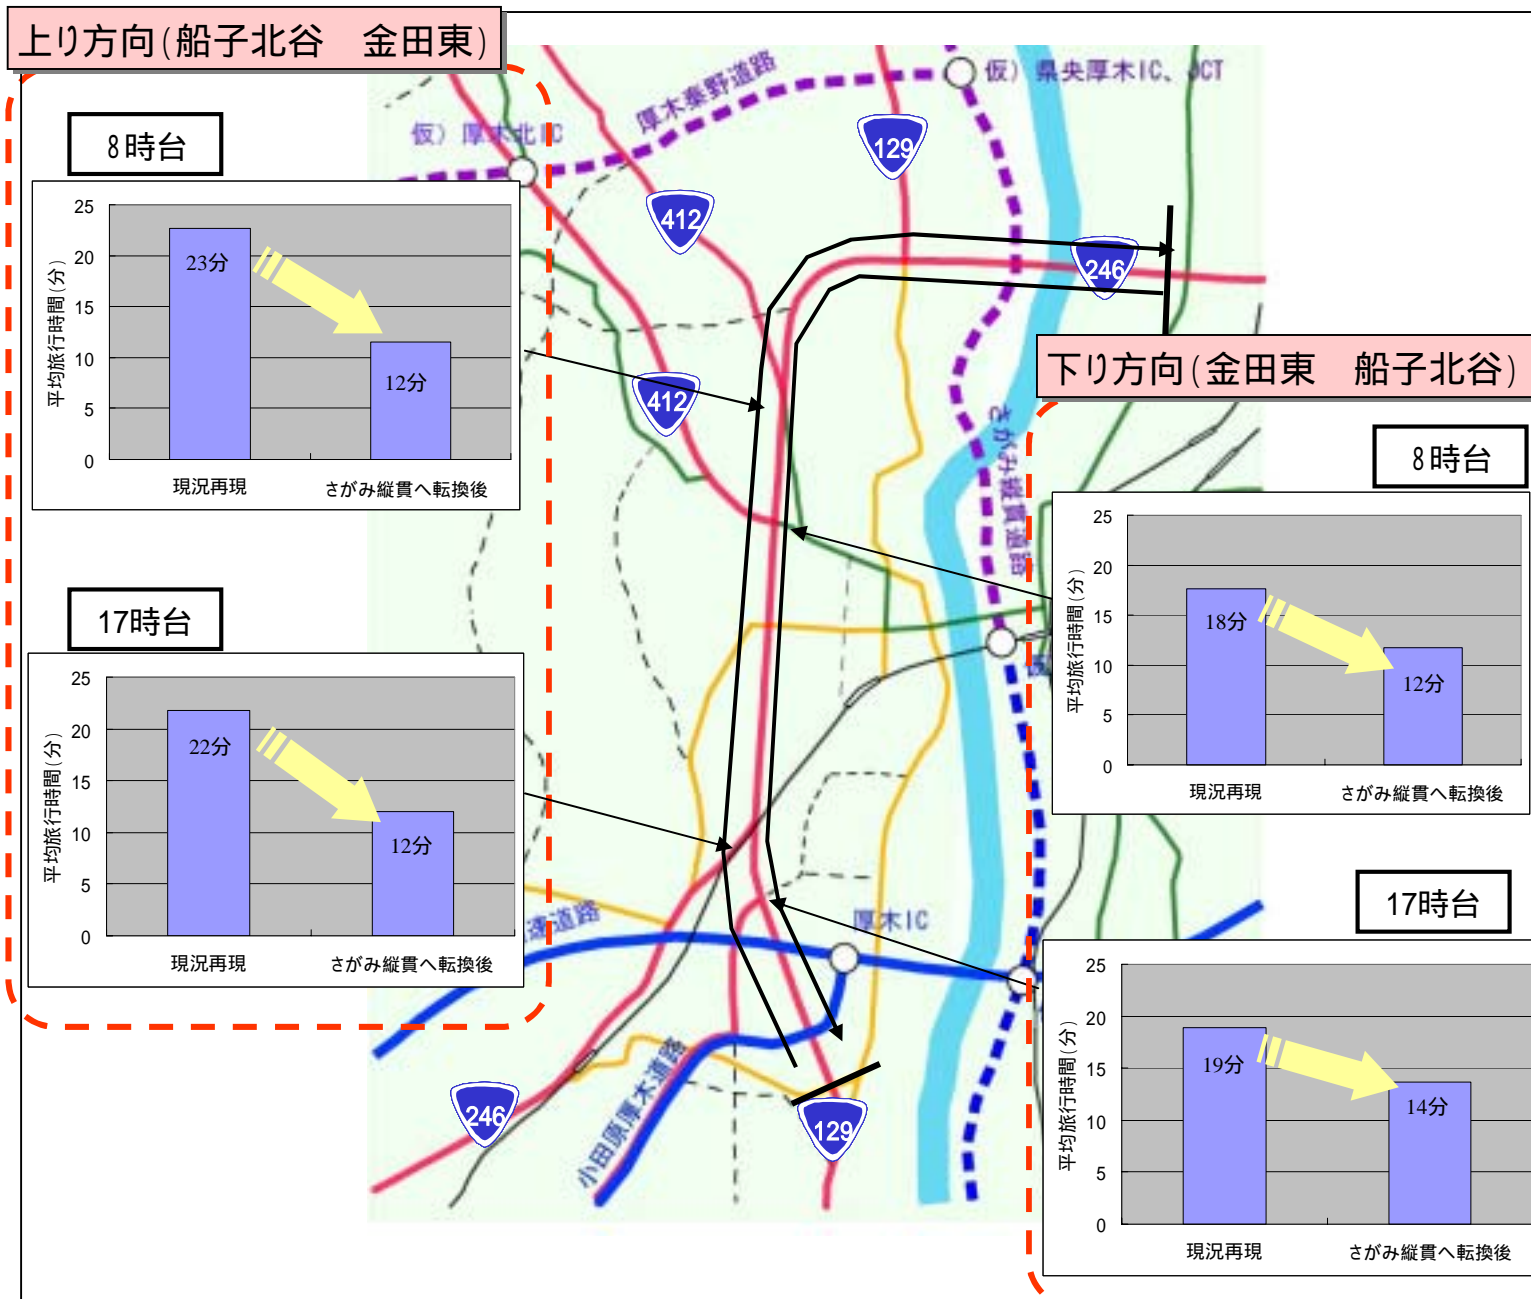 上り方向(船子北谷　金田東)
8時台
平均旅行時間(分)
25
20
15
10
5
0
23分
12分
現況再現
さがみ縦貫へ転換後
17時台
平均旅行時間(分)
25
20
15
10
5
0
22分
12分
現況再現
さがみ縦貫へ転換後
仮）厚木北IC
厚木秦野道路
仮）県央厚木IC、JCT
129
412
246
412
さがみ縦貫道路
仮
速道路
厚木IC
小田原厚木道路
246
129
下り方向(金田東　船子北谷)
8時台
平均旅行時間(分)
25
20
15
10
5
0
18分
12分
現況再現
さがみ縦貫へ転換後
17時台
平均旅行時間(分)
25
20
15
10
5
0
19分
14分
現況再現
さがみ縦貫へ転換後